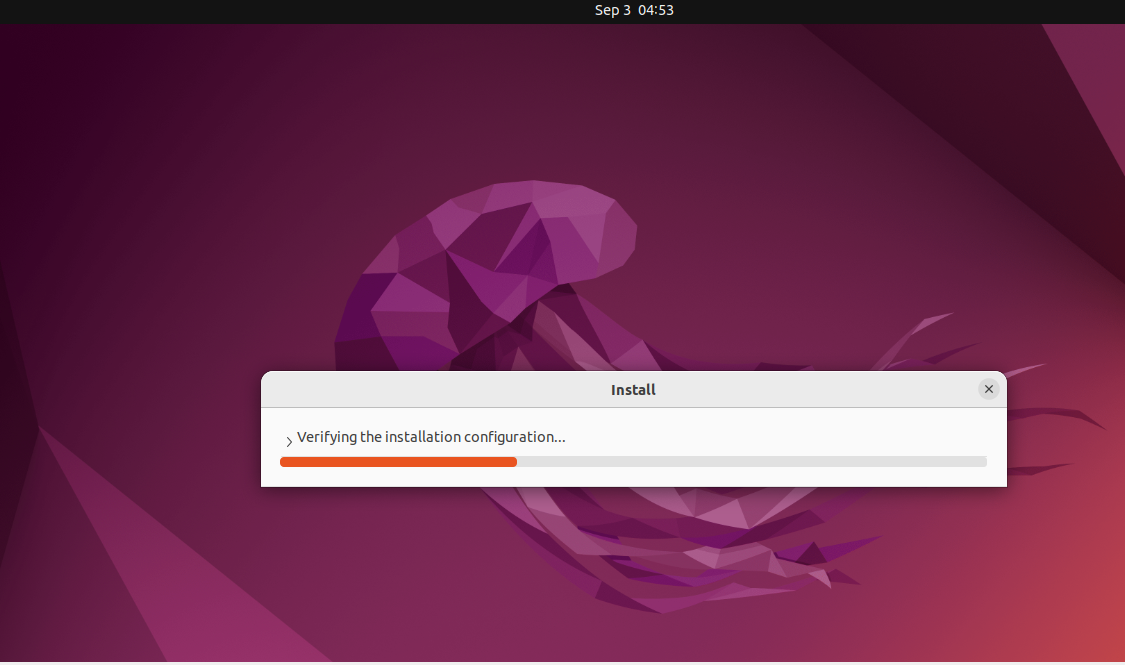 Sep 3 04:53
Install
Verifying the installation configuration...